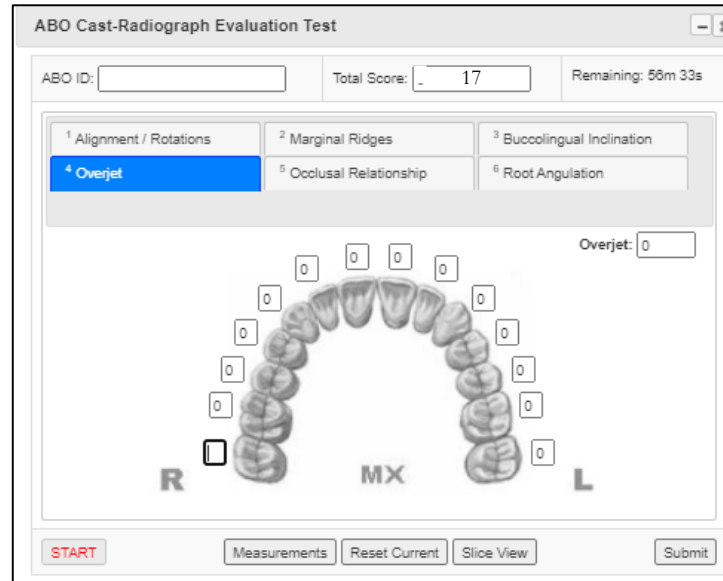 ABO Cast-Radiograph Evaluation Test
ABO ID:
Total Score: - 17
Remaining: 56m 33s
1 Alignment / Rotations
2 Marginal Ridges
3 Buccolingual Inclination
4 Overjet
5 Occlusal Relationship
6 Root Angulation
Overjet: 0
0 0
0 0
0 0
0 0
0 0
0 0
0
R MX L
START
Measurements
Reset Current
Slice View
Submit